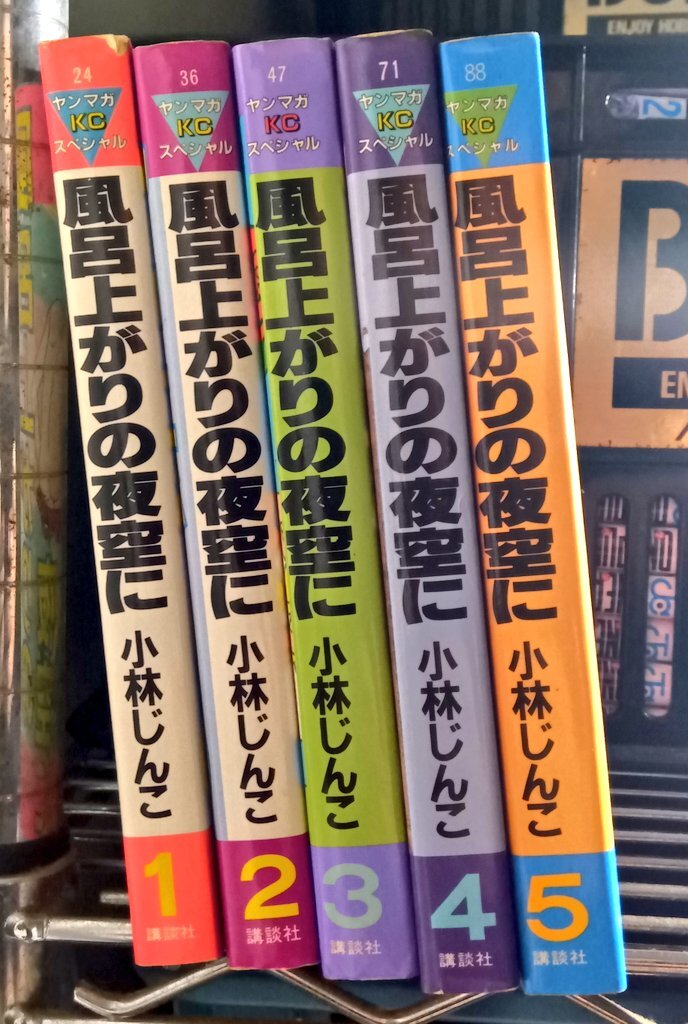 24
ヤンマガ
KC
スペシャル
風呂上がりの夜空に
小林じんこ
1
講談社
36
ヤンマガ
KC
スペシャル
風呂上がりの夜空に
小林じんこ
2
講談社
47
ヤンマガ
KC
スペシャル
風呂上がりの夜空に
小林じんこ
3
講談社
71
ヤンマガ
KC
スペシャル
風呂上がりの夜空に
小林じんこ
4
講談社
88
ヤンマガ
KC
スペシャル
風呂上がりの夜空に
小林じんこ
5
講談社
ENJOY
2
B
EN